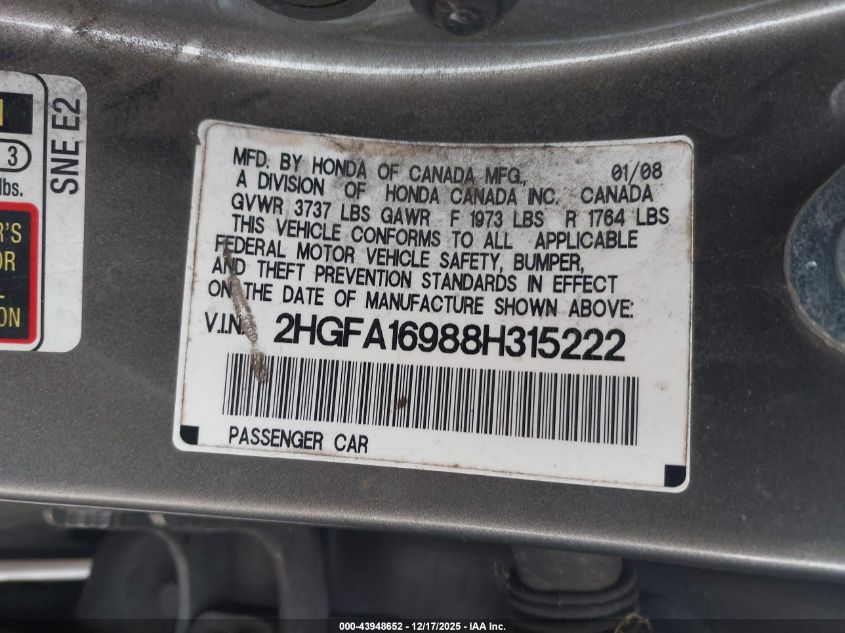 SNE E2
3
lbs.
R'S
OR
ON
MFD. BY HONDA OF CANADA MFG., 01/08
A DIVISION OF HONDA CANADA INC. CANADA
GVWR 3737 LBS GAWR F 1973 LBS R 1764 LBS
THIS VEHICLE CONFORMS TO ALL APPLICABLE
FEDERAL MOTOR VEHICLE SAFETY, BUMPER,
AND THEFT PREVENTION STANDARDS IN EFFECT
ON THE DATE OF MANUFACTURE SHOWN ABOVE:
V.I.N: 2HGFA16988H315222
PASSENGER CAR
000-43948652 - 12/17/2025 - IAA Inc.